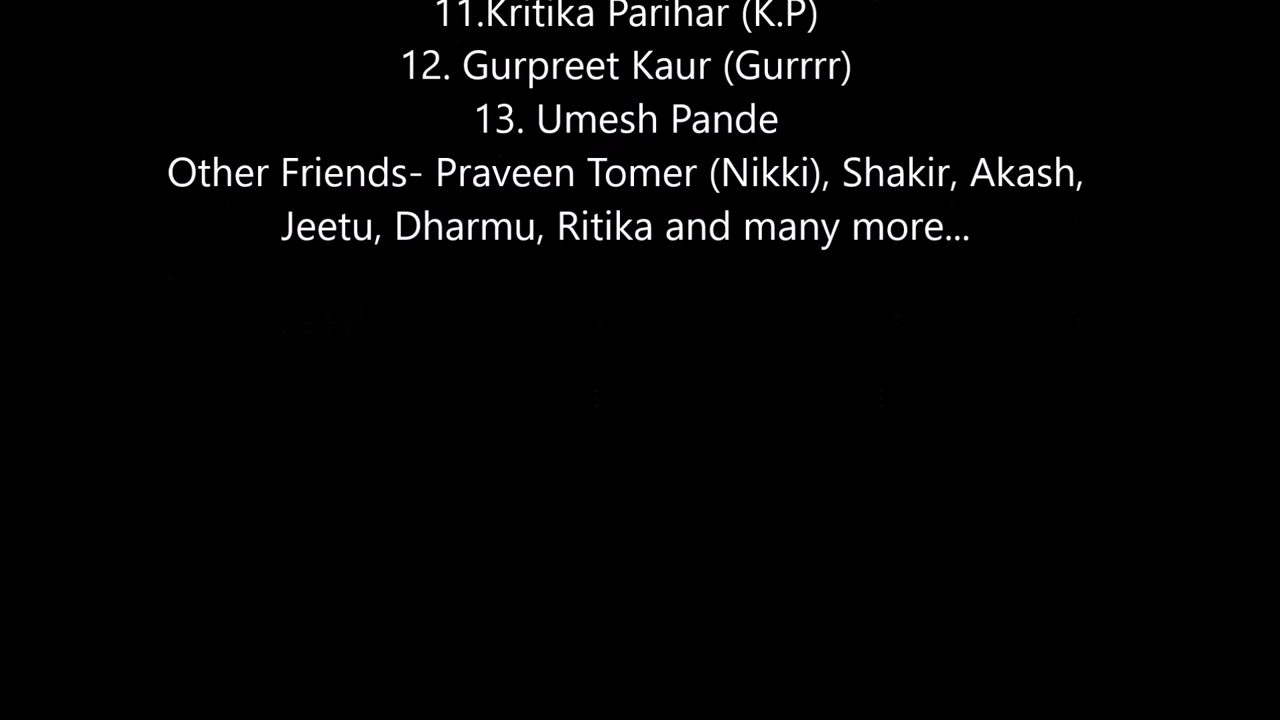 11.Kritika Parihar (K.P)
12. Gurpreet Kaur (Gurrrr)
13. Umesh Pande
Other Friends- Praveen Tomer (Nikki), Shakir, Akash,
Jeetu, Dharmu, Ritika and many more...